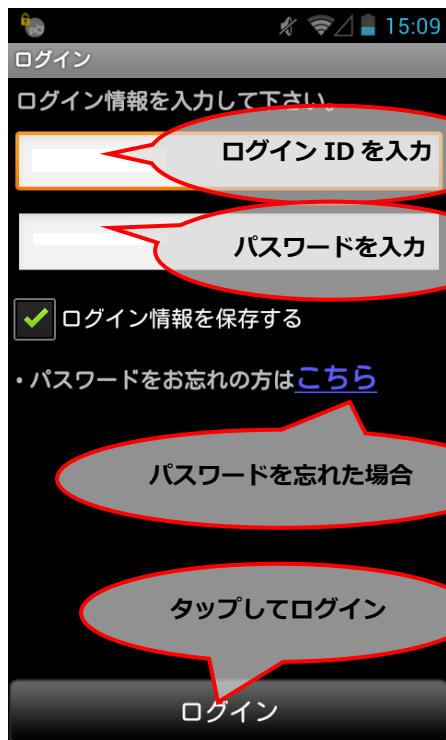 15:09
ログイン
ログイン情報を入力して下さい。
ログイン ID を入力
パスワードを入力
ログイン情報を保存する
・パスワードをお忘れの方はこちら
パスワードを忘れた場合
タップしてログイン
ログイン